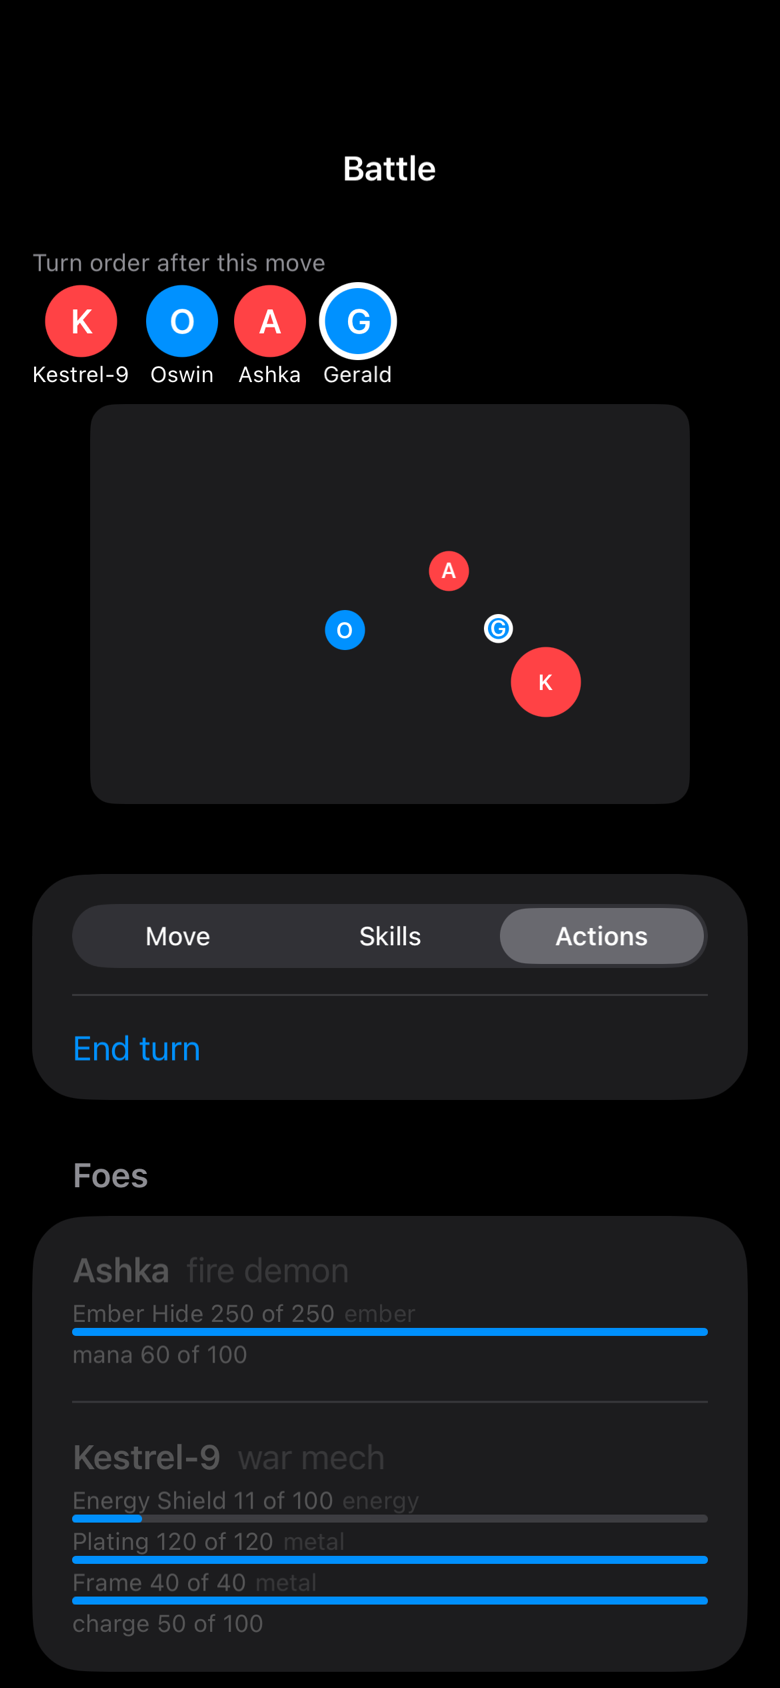 Battle
Turn order after this move
K O A G
Kestrel-9 Oswin Ashka Gerald
A
O G
K
Move Skills Actions
End turn
Foes
Ashka fire demon
Ember Hide 250 of 250 ember
mana 60 of 100
Kestrel-9 war mech
Energy Shield 11 of 100 energy
Plating 120 of 120 metal
Frame 40 of 40 metal
charge 50 of 100